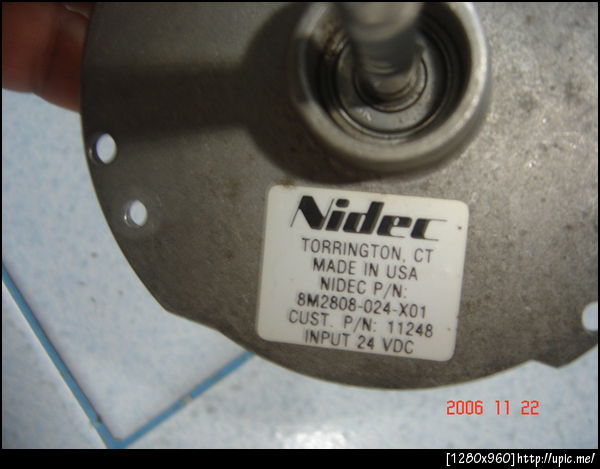 Nidec
TORRINGTON, CT
MADE IN USA
NIDEC P/N:
8M2808-024-X01
CUST. P/N: 11248
INPUT 24 VDC
2006 11 22
[1280x960]http://upic.me/